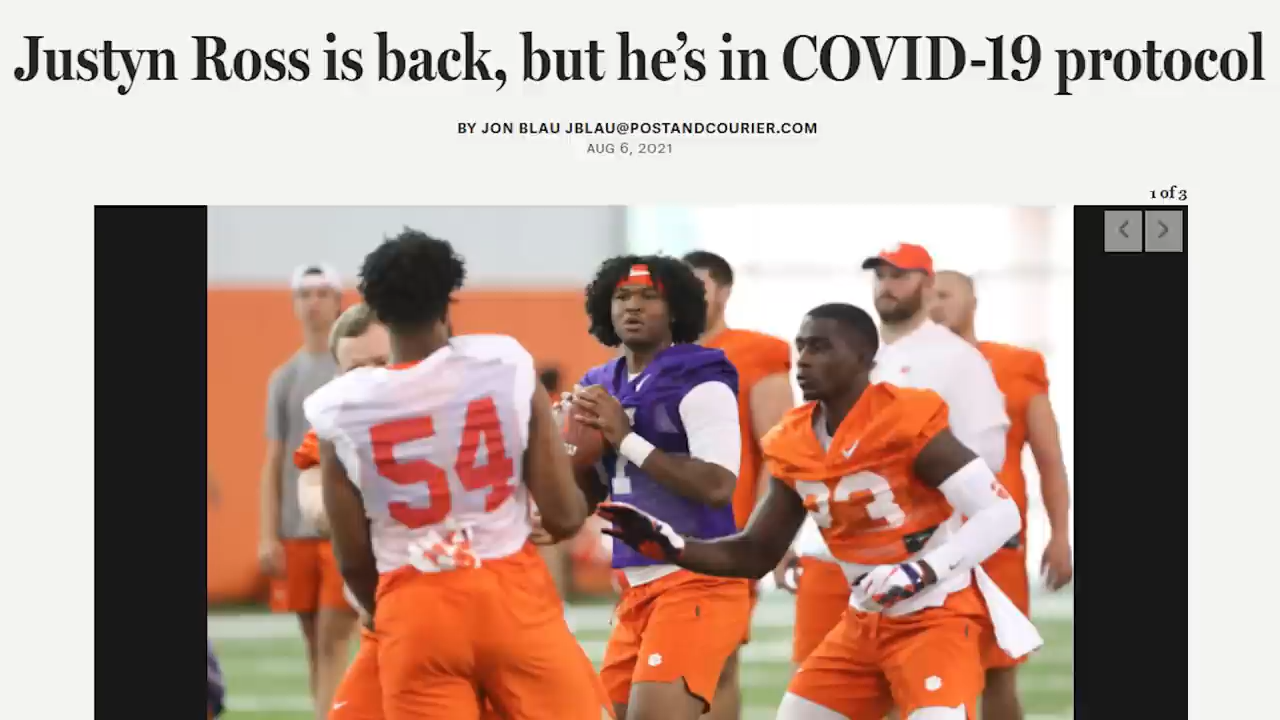 Justyn Ross is back, but he's in COVID-19 protocol
BY JON BLAU JBLAU@POSTANDCOURIER.COM
AUG 6, 2021
1 of 3
54